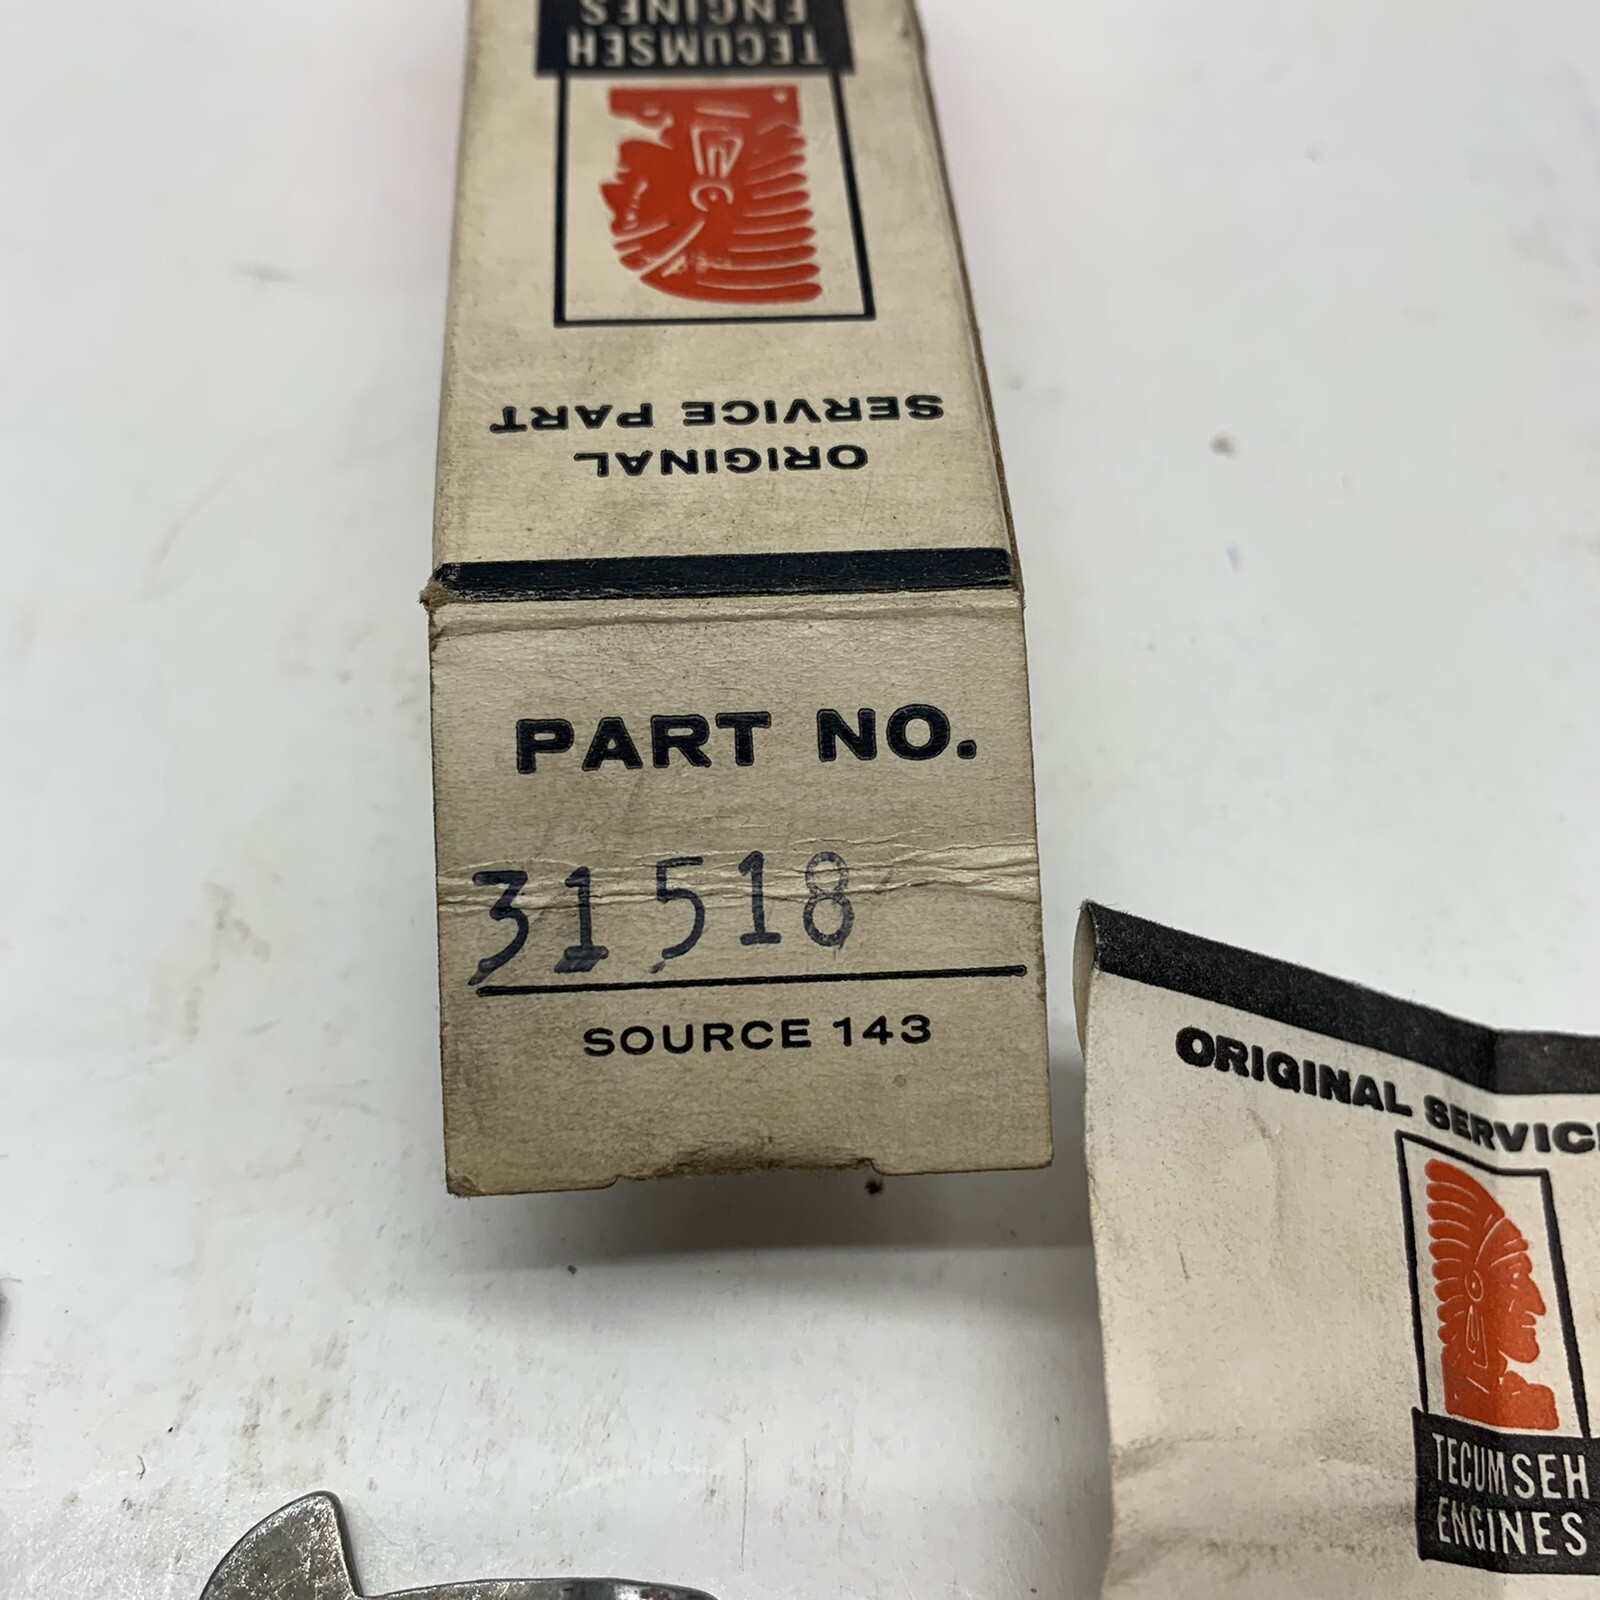 TECUMSEH
ENGINES
ORIGINAL
SERVICE PART
PART NO.
31518
SOURCE 143
ORIGINAL SERVIC
TECUMSEH
ENGINES